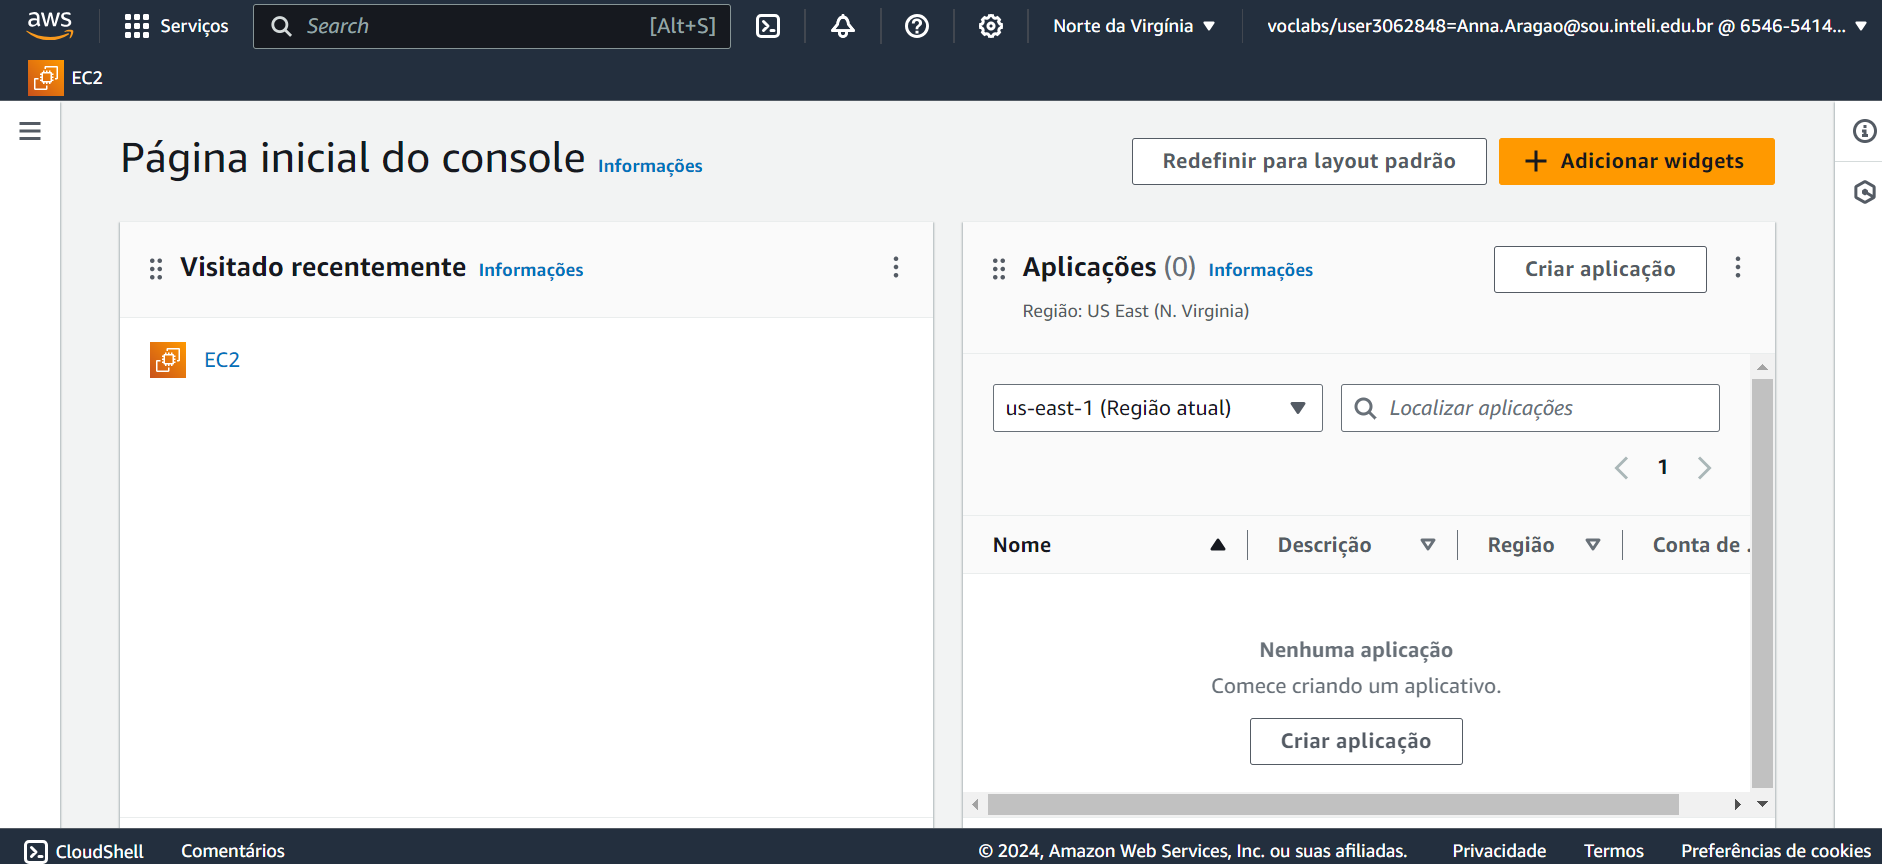 aws
Serviços
Search [Alt+S]
Norte da Virgínia
voclabs/user3062848=Anna.Aragao@sou.inteli.edu.br @ 6546-5414...
EC2
Página inicial do console Informações
Redefinir para layout padrão
Adicionar widgets
Visitado recentemente Informações
EC2
Aplicações (0) Informações
Região: US East (N. Virginia)
Criar aplicação
us-east-1 (Região atual)
Localizar aplicações
1
Nome Descrição Região Conta de .
Nenhuma aplicação
Comece criando um aplicativo.
Criar aplicação
CloudShell Comentários © 2024, Amazon Web Services, Inc. ou suas afiliadas. Privacidade Termos Preferências de cookies